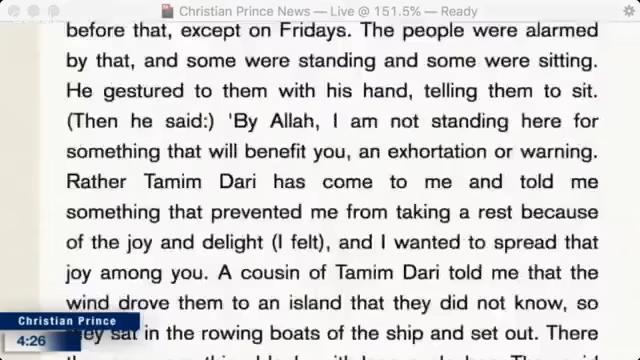 Christian Prince News — Live @ 151.5% — Ready
before that, except on Fridays. The people were alarmed
by that, and some were standing and some were sitting.
He gestured to them with his hand, telling them to sit.
(Then he said:) 'By Allah, I am not standing here for
something that will benefit you, an exhortation or warning.
Rather Tamim Dari has come to me and told me
something that prevented me from taking a rest because
of the joy and delight (I felt), and I wanted to spread that
joy among you. A cousin of Tamim Dari told me that the
wind drove them to an island that they did not know, so
Christian Prince
4:26
sat in the rowing boats of the ship and set out. There